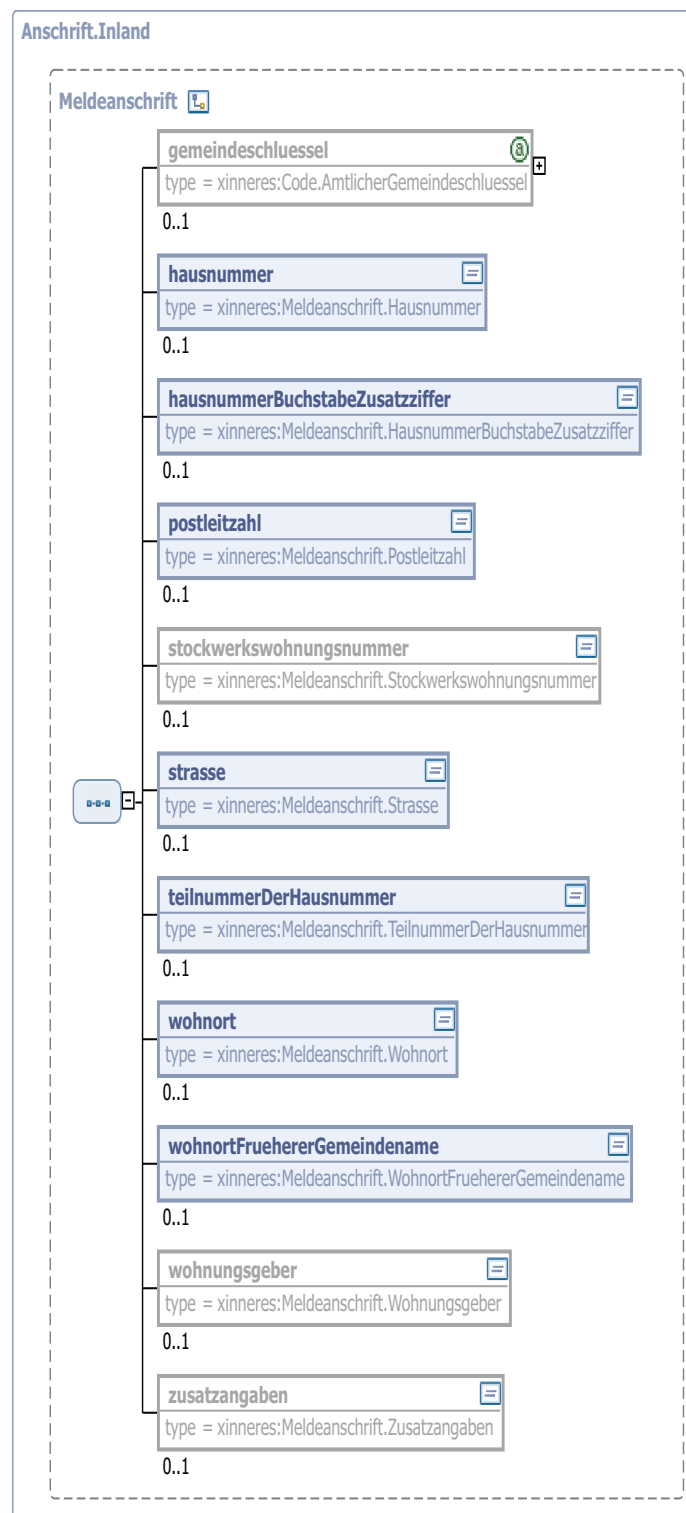 Anschrift.Inland
Meldeanschrift
gemeindeschluessel
type = xinneres:Code.AmtlicherGemeindeschluessel
0..1
hausnummer
type = xinneres:Meldeanschrift.Hausnummer
0..1
hausnummerBuchstabeZusatzziffer
type = xinneres:Meldeanschrift.HausnummerBuchstabeZusatzziffer
0..1
postleitzahl
type = xinneres:Meldeanschrift.Postleitzahl
0..1
stockwerkswohnungsnummer
type = xinneres:Meldeanschrift.Stockwerkswohnungsnummer
0..1
strasse
type = xinneres:Meldeanschrift.Strasse
0..1
teilnummerDerHausnummer
type = xinneres:Meldeanschrift.TeilnummerDerHausnummer
0..1
wohnort
type = xinneres:Meldeanschrift.Wohnort
0..1
wohnortFruehererGemeindename
type = xinneres:Meldeanschrift.WohnortFruehererGemeindename
0..1
wohnungsgeber
type = xinneres:Meldeanschrift.Wohnungsgeber
0..1
zusatzangaben
type = xinneres:Meldeanschrift.Zusatzangaben
0..1